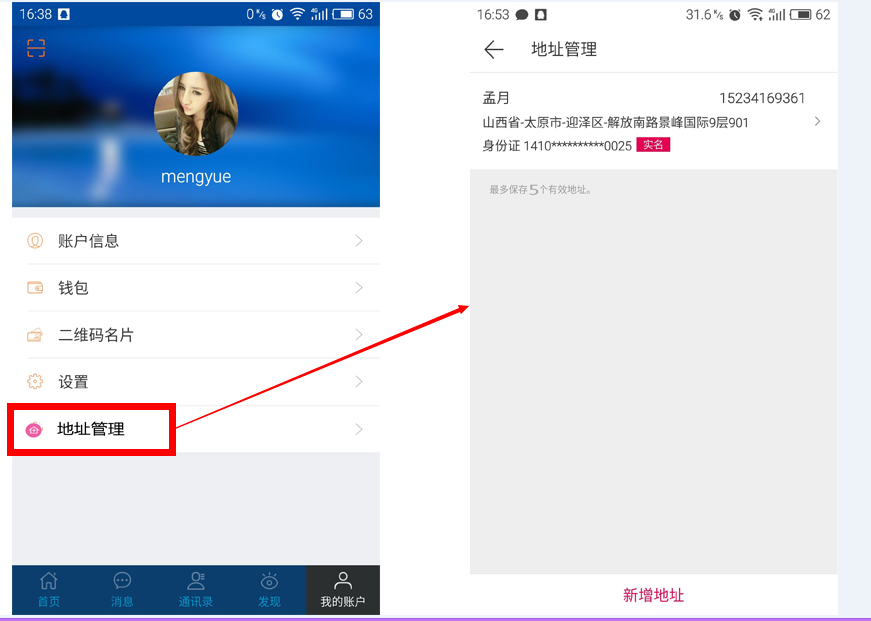 16:38
0 K/s
4G
63
mengyue
账户信息
钱包
二维码名片
设置
地址管理
首页
消息
通讯录
发现
我的账户
16:53
31.6 K/s
4G
62
地址管理
孟月
15234169361
山西省-太原市-迎泽区-解放南路景峰国际9层901
身份证 1410**********0025 实名
最多保存5个有效地址。
新增地址